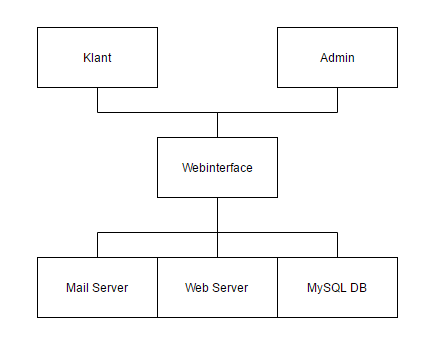 Klant
Admin
Webinterface
Mail Server
Web Server
MySQL DB